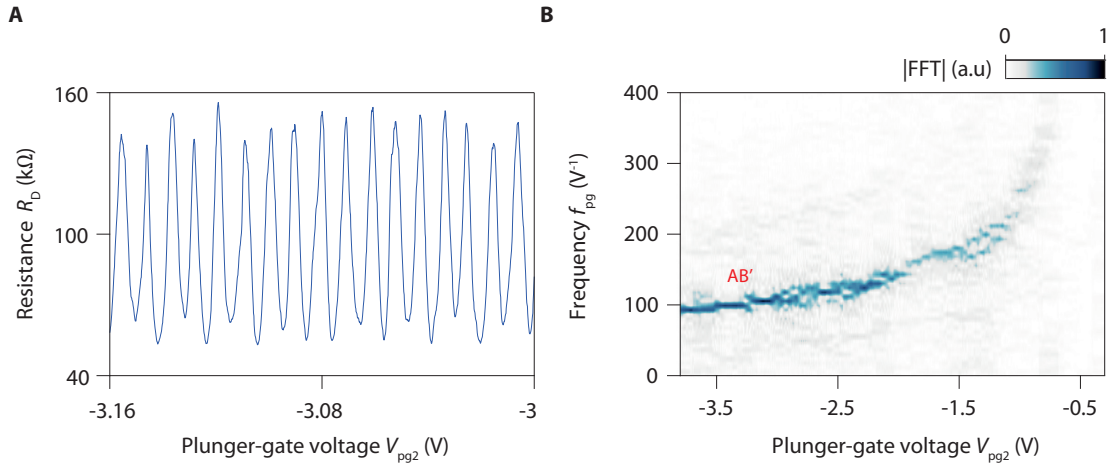 A
B
0
1
|FFT| (a.u)
160
100
40
Resistance R_D (kΩ)
-3.16
-3.08
-3
Plunger-gate voltage V_pg2 (V)
400
300
200
100
0
Frequency f_pg (V⁻¹)
AB’
-3.5
-2.5
-1.5
-0.5
Plunger-gate voltage V_pg2 (V)